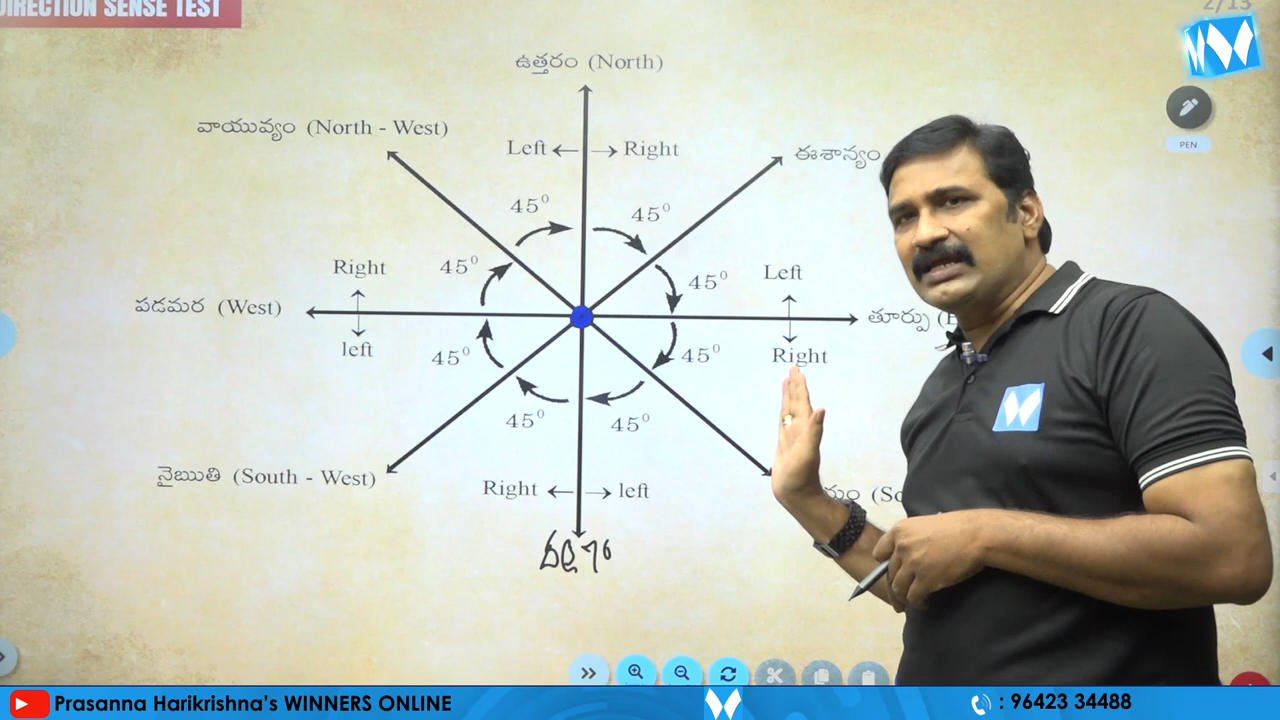 DIRECTION SENSE TEST
2/13
ఉత్తరం (North)
వాయువ్యం (North - West)
Left ← → Right
ఈశాన్యం
PEN
45⁰ 45⁰
45⁰ 45⁰
Right
Left
పడమర (West)
తూర్పు (E
left
Right
45⁰ 45⁰
45⁰ 45⁰
నైఋతి (South - West)
Right ← → left
(So
Prasanna Harikrishna's WINNERS ONLINE
: 96423 34488